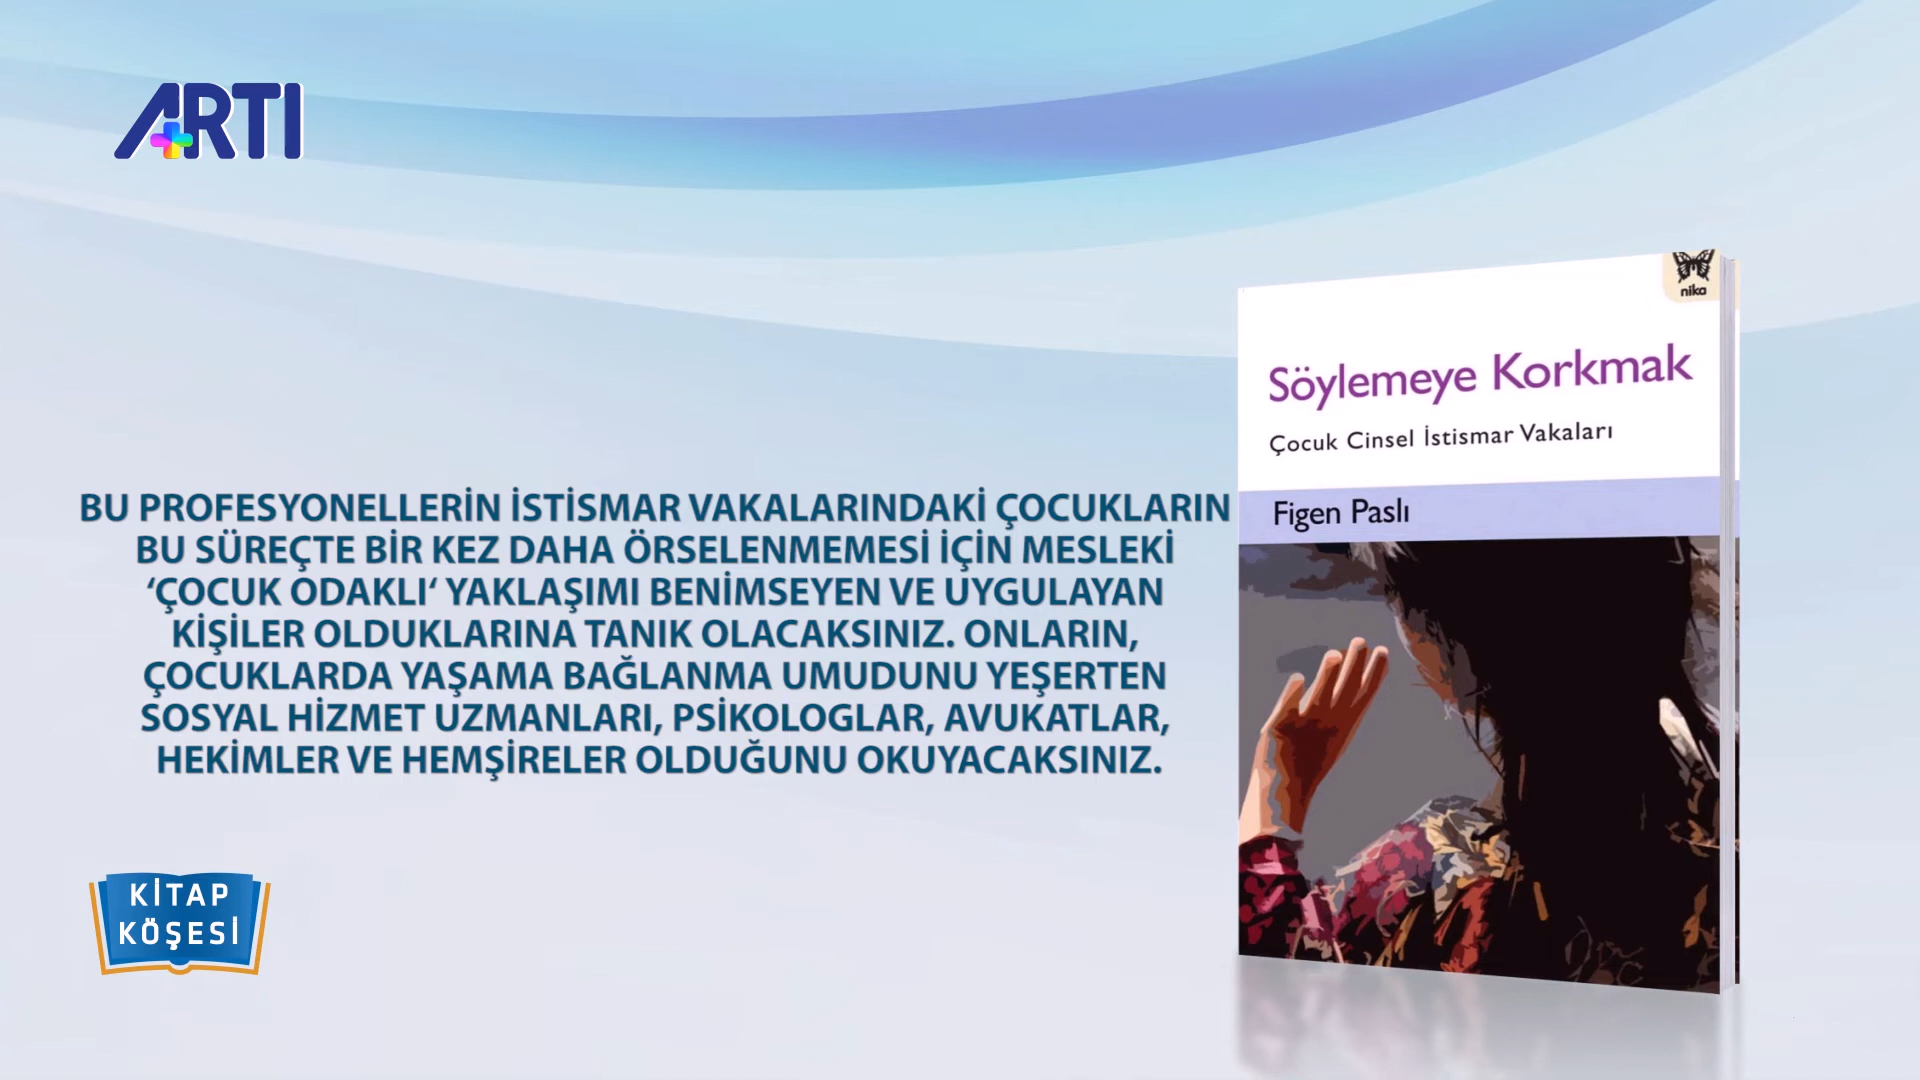 ARTI
nika
Söylemeye Korkmak
Çocuk Cinsel İstismar Vakaları
Figen Paslı
BU PROFESYONELLERİN İSTİSMAR VAKALARINDAKİ ÇOCUKLARIN
BU SÜREÇTE BİR KEZ DAHA ÖRSELENMEMESİ İÇİN MESLEKİ
‘ÇOCUK ODAKLI‘ YAKLAŞIMI BENİMSEYEN VE UYGULAYAN
KİŞİLER OLDUKLARINA TANIK OLACAKSINIZ. ONLARIN,
ÇOCUKLARDA YAŞAMA BAĞLANMA UMUDUNU YEŞERTEN
SOSYAL HİZMET UZMANLARI, PSİKOLOGLAR, AVUKATLAR,
HEKİMLER VE HEMŞİRELER OLDUĞUNU OKUYACAKSINIZ.
KİTAP
KÖŞESİ